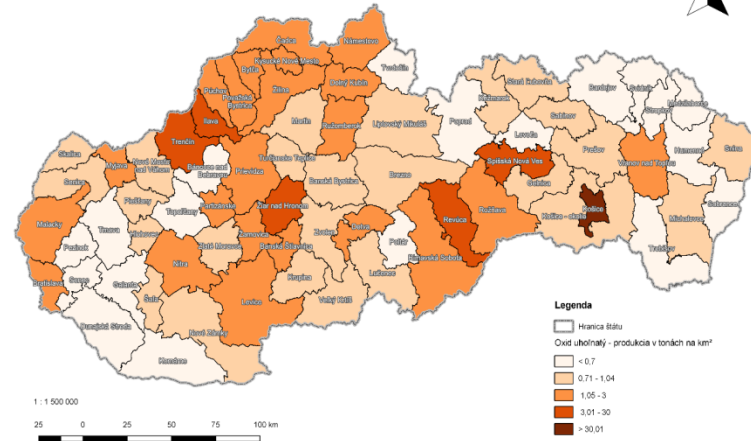 Čadca
Námestovo
Kysucké Nové Mesto
Bytča
Tvrdošín
Žilina
Dolný Kubín
Púchov
Považská Bystrica
Stará Ľubovňa
Bardejov
Svidník
Stropkov
Medzilaborce
Kežmarok
Ilava
Martin
Ružomberok
Liptovský Mikuláš
Poprad
Sabinov
Trenčín
Levoča
Humenné
Snina
Skalica
Myjava
Nové Mesto nad Váhom
Bánovce nad Bebravou
Turčianske Teplice
Prievidza
Prešov
Vranov nad Topľou
Spišská Nová Ves
Senica
Banská Bystrica
Brezno
Gelnica
Piešťany
Partizánske
Topoľčany
Žiar nad Hronom
Revúca
Rožňava
Košice
Košice - okolie
Michalovce
Sobrance
Malacky
Trnava
Hlohovec
Žarnovica
Zvolen
Detva
Poltár
Pezinok
Zlaté Moravce
Banská Štiavnica
Rimavská Sobota
Trebišov
Nitra
Krupina
Lučenec
Bratislava
Senec
Galanta
Šaľa
Levice
Veľký Krtíš
Dunajská Streda
Nové Zámky
Komárno
Legenda
Hranica štátu
Oxid uhoľnatý - produkcia v tonách na km²
< 0,7
0,71 - 1,04
1,05 - 3
3,01 - 30
> 30,01
1 : 1 500 000
25 0 25 50 75 100 km